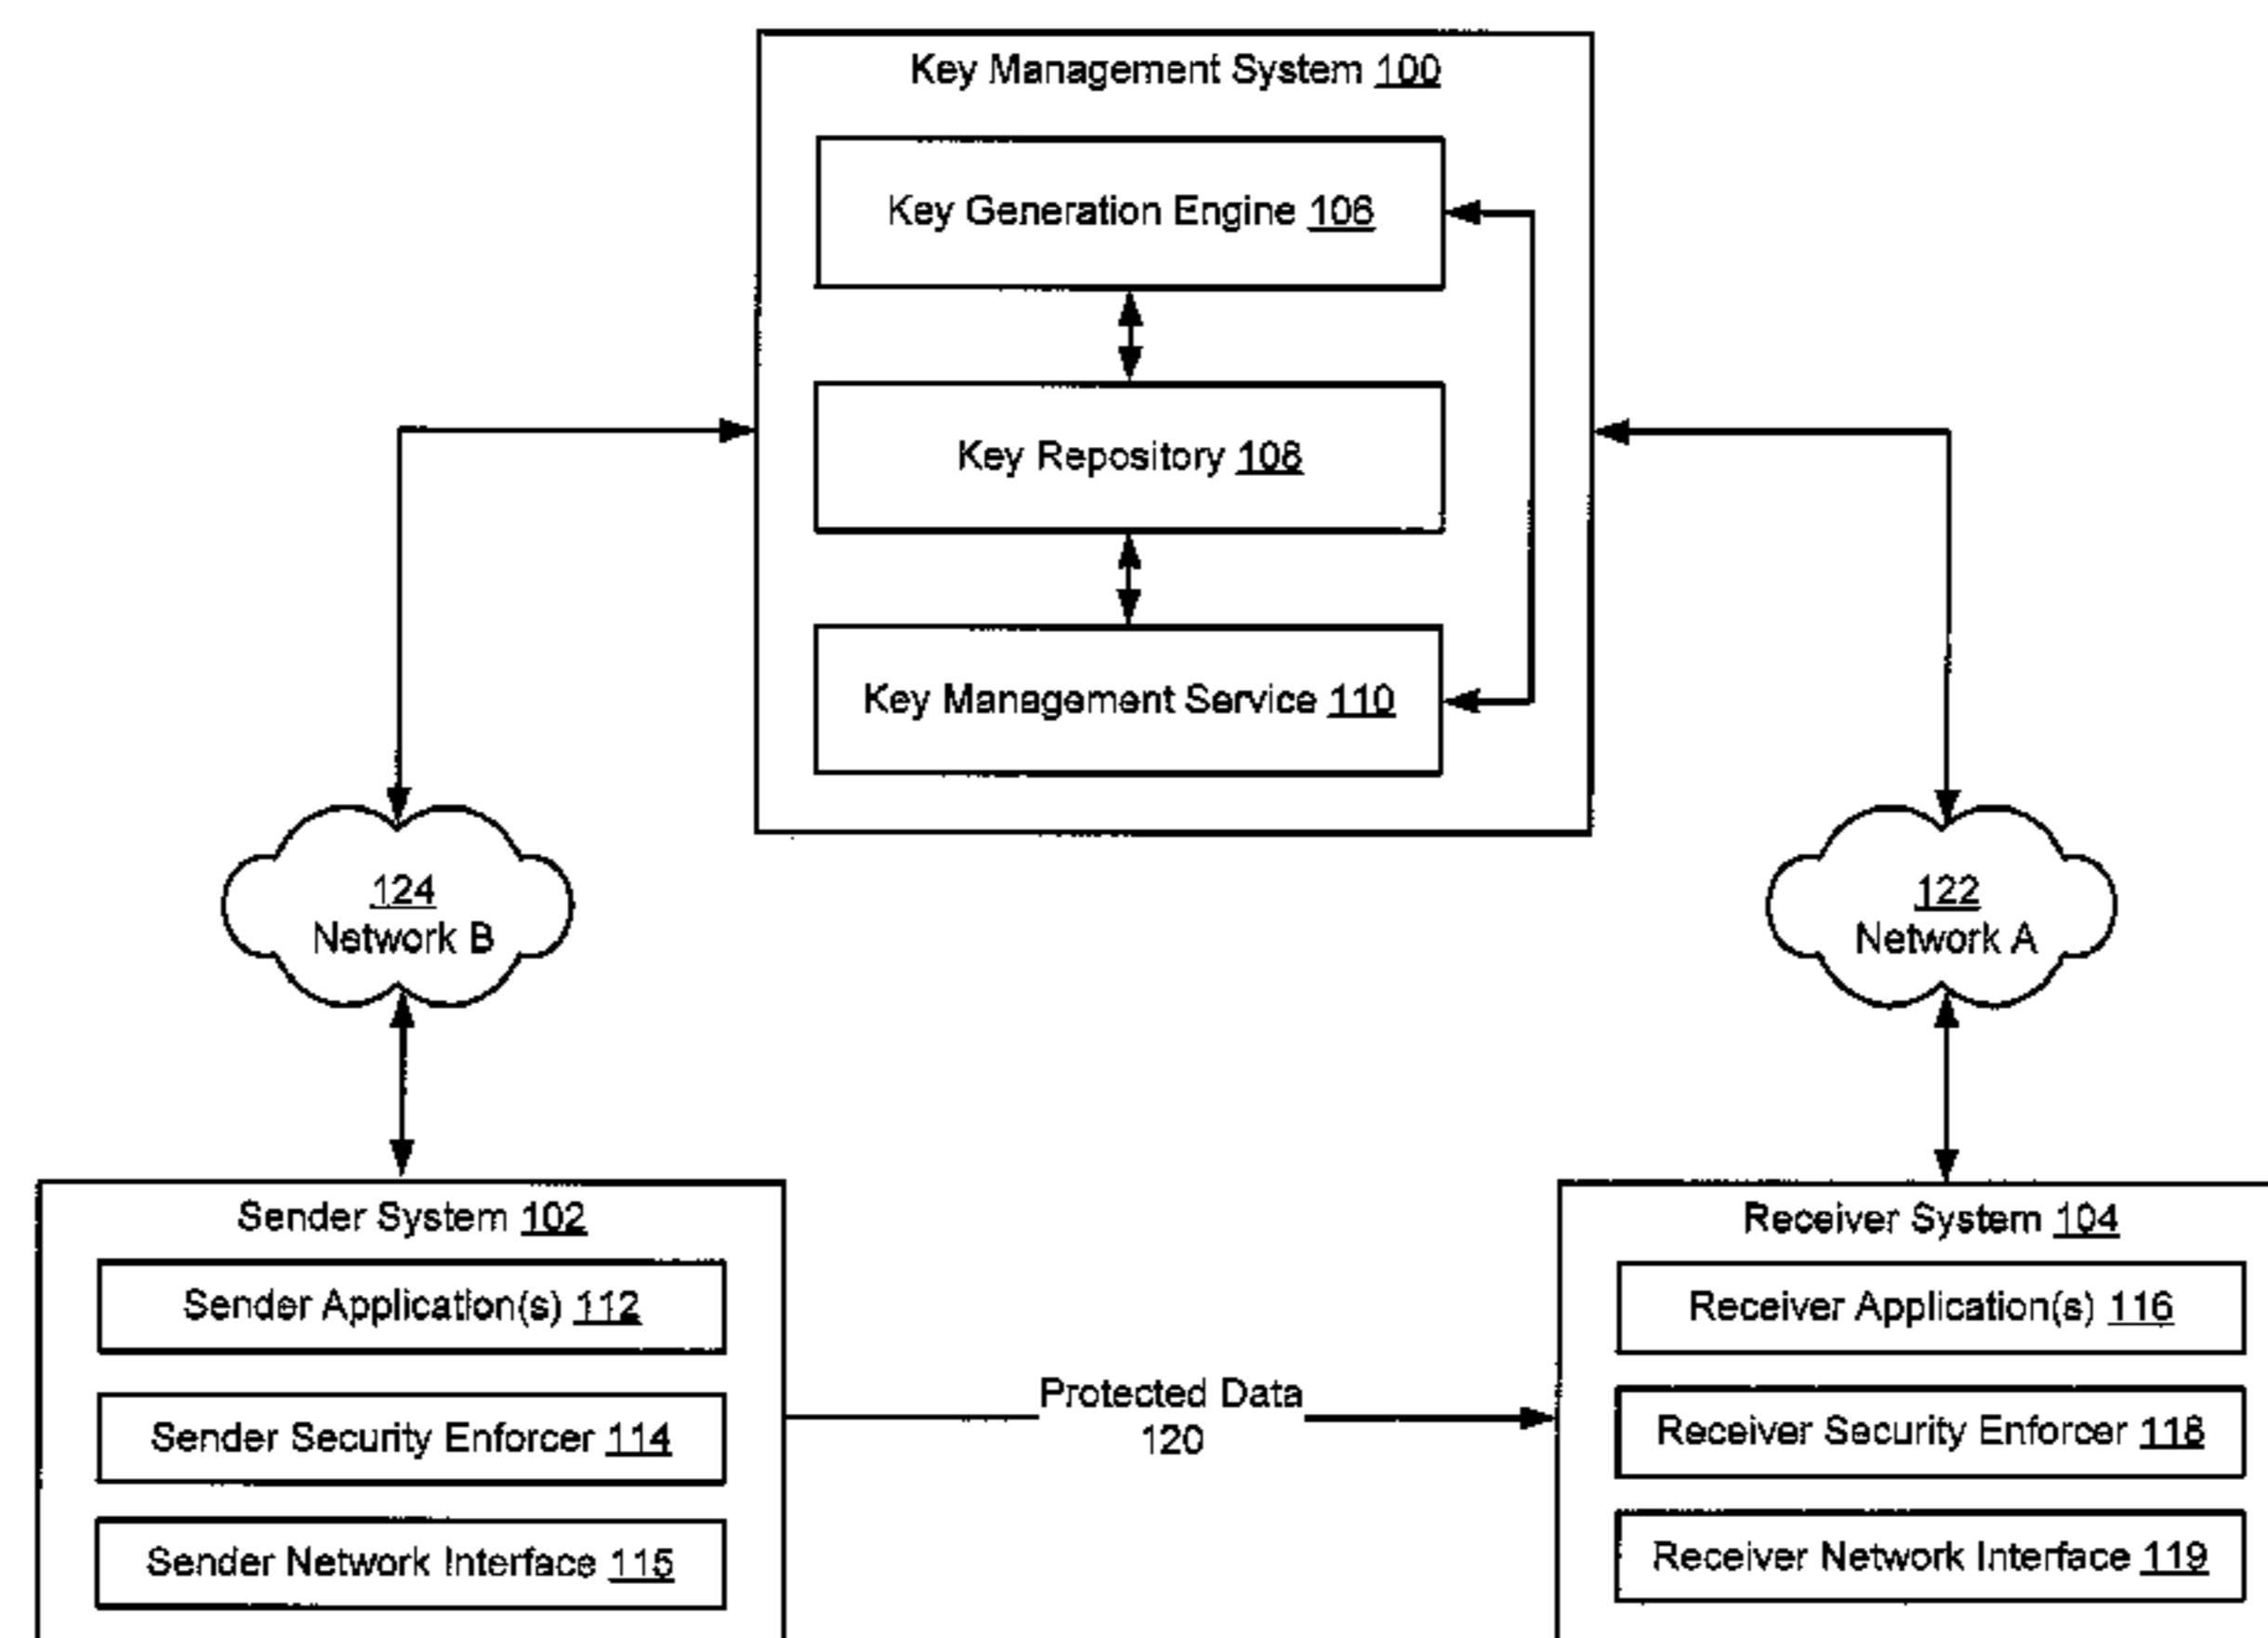 Key Management System 100
Key Generation Engine 106
Key Repository 108
Key Management Service 110
124
Network B
122
Network A
Sender System 102
Sender Application(s) 112
Sender Security Enforcer 114
Sender Network Interface 115
Protected Data
120
Receiver System 104
Receiver Application(s) 116
Receiver Security Enforcer 118
Receiver Network Interface 119